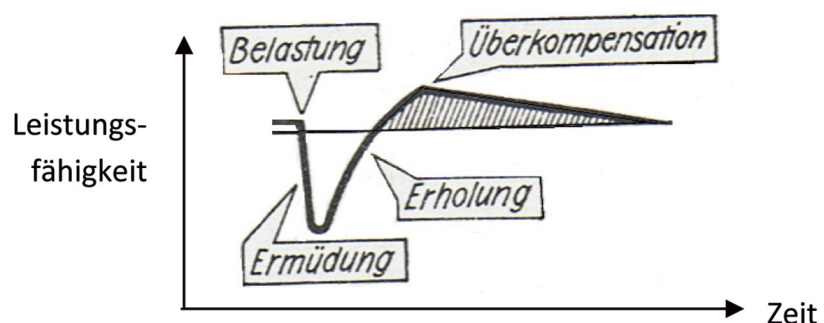 Belastung
Überkompensation
Leistungs-
fähigkeit
Erholung
Ermüdung
Zeit